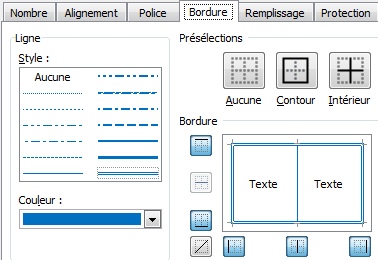 Nombre Alignement Police Bordure Remplissage Protection
Ligne
Style :
Aucune
Couleur :
Présélections
Aucune Contour Intérieur
Bordure
Texte Texte